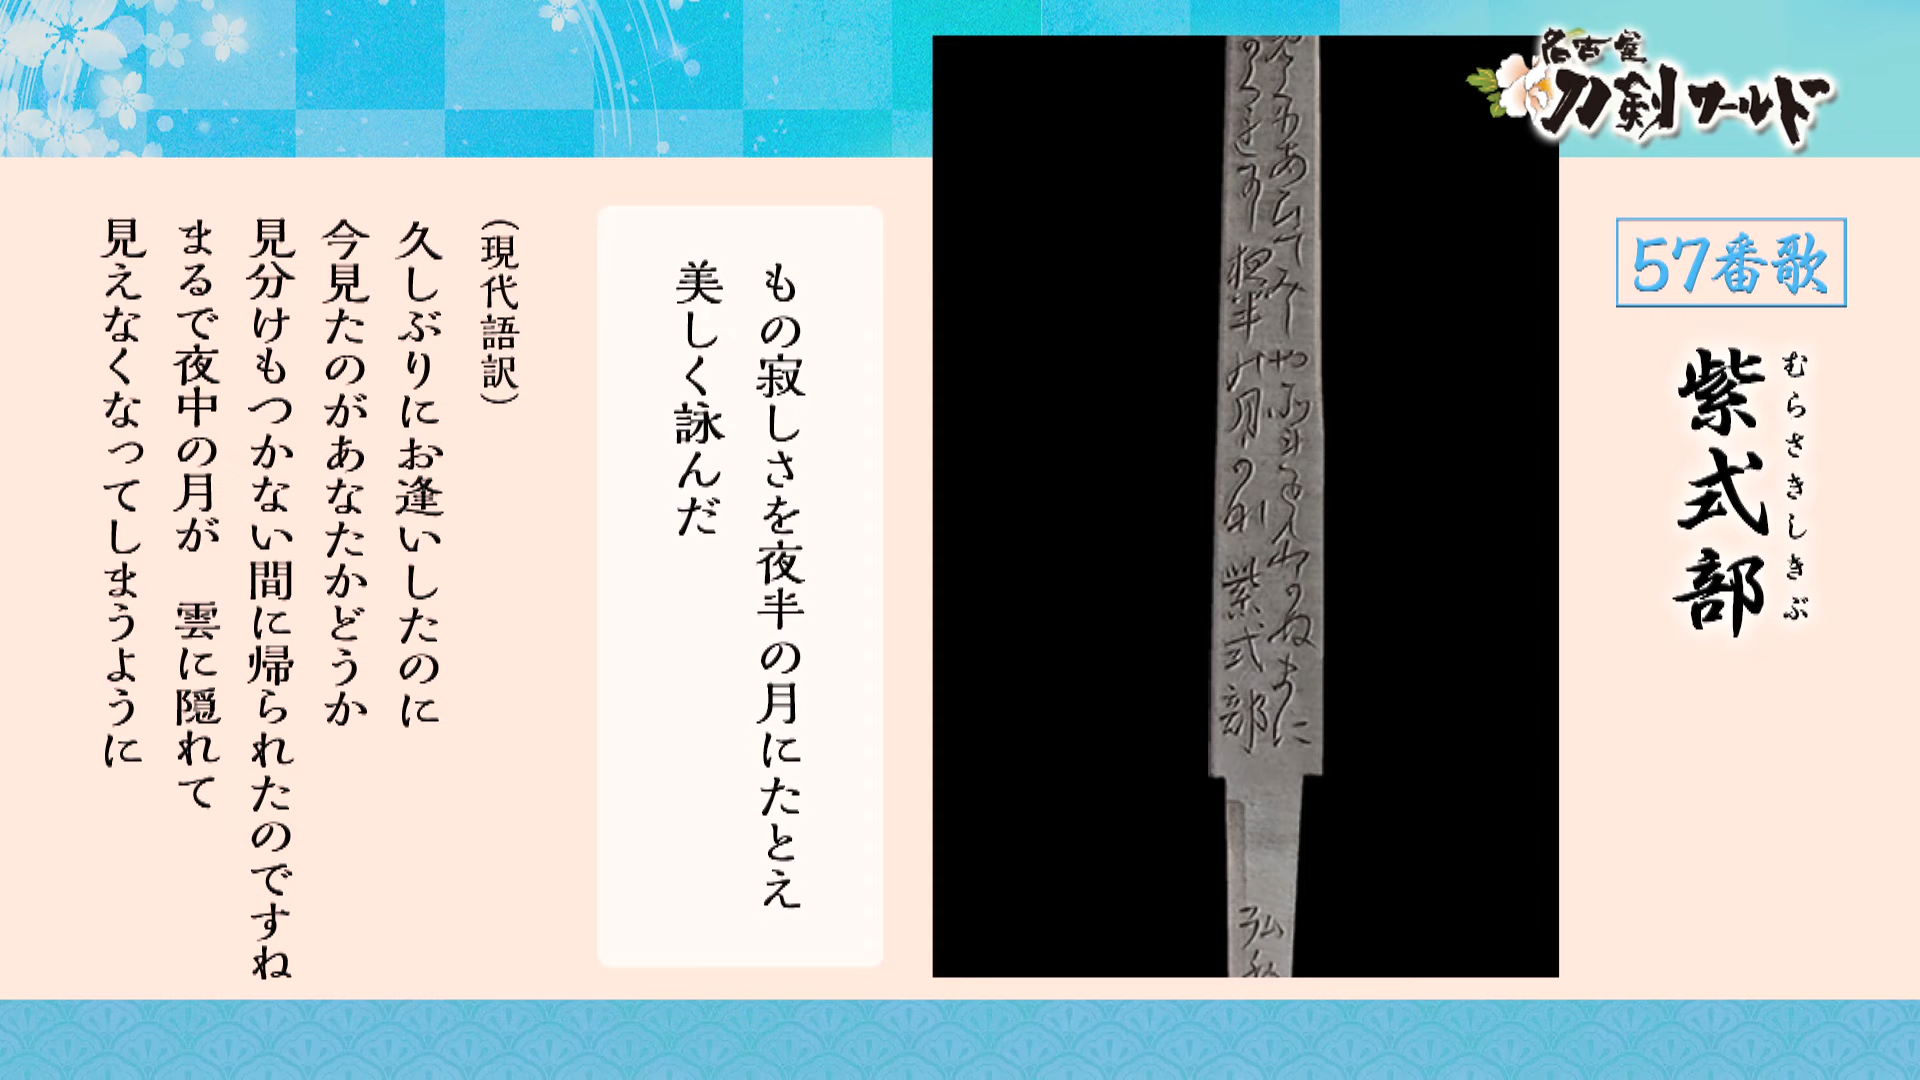 名古屋
刀剣ワールド
57番歌
むらさきしきぶ
紫式部
紫式部
もの寂しさを夜半の月にたとえ
美しく詠んだ
（現代語訳）
久しぶりにお逢いしたのに
今見たのがあなたかどうか
見分けもつかない間に帰られたのですね
まるで夜中の月が　雲に隠れて
見えなくなってしまうように